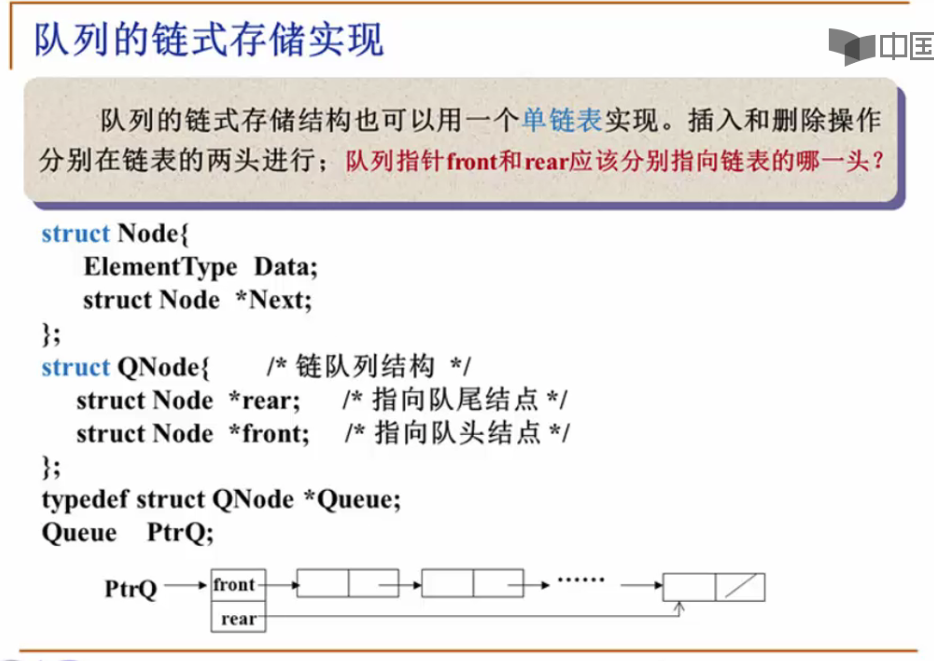 队列的链式存储实现
中国
队列的链式存储结构也可以用一个单链表实现。插入和删除操作
分别在链表的两头进行；队列指针front和rear应该分别指向链表的哪一头？
struct Node{
ElementType Data;
struct Node *Next;
};
struct QNode{ /* 链队列结构 */
struct Node *rear; /* 指向队尾结点 */
struct Node *front; /* 指向队头结点 */
};
typedef struct QNode *Queue;
Queue PtrQ;
PtrQ front ······
rear